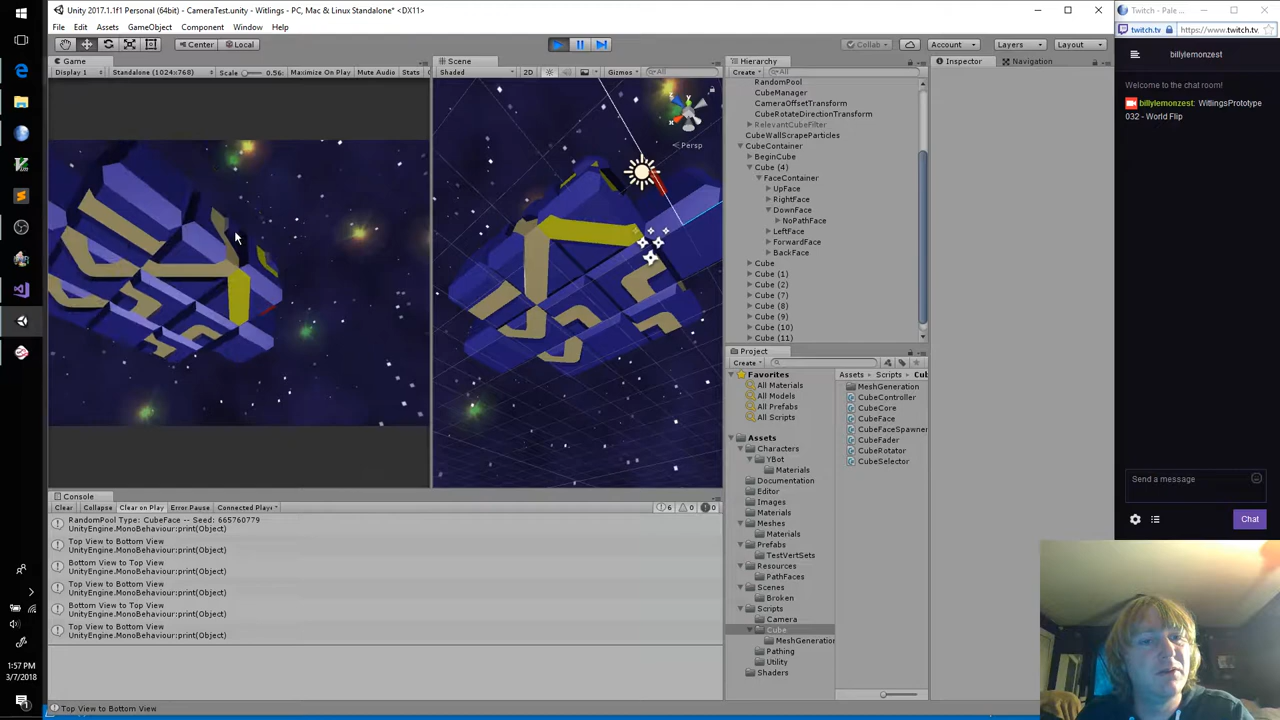 Unity 2017.1.1f1 Personal (64bit) - CameraTest.unity - Witlings - PC, Mac & Linux Standalone* <DX11>
File Edit Assets GameObject Component Window Help
Center Local
Collab Account Layers Layout
Game
Display 1 Standalone (1024x768) Scale 0.56: Maximize On Play Mute Audio Stats
Scene
Shaded 2D Gizmos All
y
x
Persp
Hierarchy
Create All
RandomPool
CubeManager
CameraOffsetTransform
CubeRotateDirectionTransform
RelevantCubeFilter
CubeWallScrapeParticles
CubeContainer
BeginCube
Cube (4)
FaceContainer
UpFace
RightFace
DownFace
NoPathFace
LeftFace
ForwardFace
BackFace
Cube
Cube (1)
Cube (2)
Cube (7)
Cube (8)
Cube (9)
Cube (10)
Cube (11)
Inspector Navigation
Project
Create
Favorites
All Materials
All Models
All Prefabs
All Scripts
Assets
Characters
YBot
Materials
Documentation
Editor
Images
Materials
Meshes
Materials
Prefabs
TestVertSets
Resources
PathFaces
Scenes
Broken
Scripts
Camera
Cube
MeshGeneration
Pathing
Utility
Shaders
Assets Scripts Cub
MeshGeneration
CubeController
CubeCore
CubeFace
CubeFaceSpawner
CubeFader
CubeRotator
CubeSelector
Console
Clear Collapse Clear on Play Error Pause Connected Playe
6 0 0
RandomPool Type: CubeFace -- Seed: 665760779
UnityEngine.MonoBehaviour:print(Object)
Top View to Bottom View
UnityEngine.MonoBehaviour:print(Object)
Bottom View to Top View
UnityEngine.MonoBehaviour:print(Object)
Top View to Bottom View
UnityEngine.MonoBehaviour:print(Object)
Bottom View to Top View
UnityEngine.MonoBehaviour:print(Object)
Top View to Bottom View
UnityEngine.MonoBehaviour:print(Object)
Top View to Bottom View
1:57 PM
3/7/2018
Twitch - Pale
twitch.tv https://www.twitch.tv
billylemonzest
Welcome to the chat room!
billylemonzest: WitlingsPrototype
032 - World Flip
Send a message
Chat